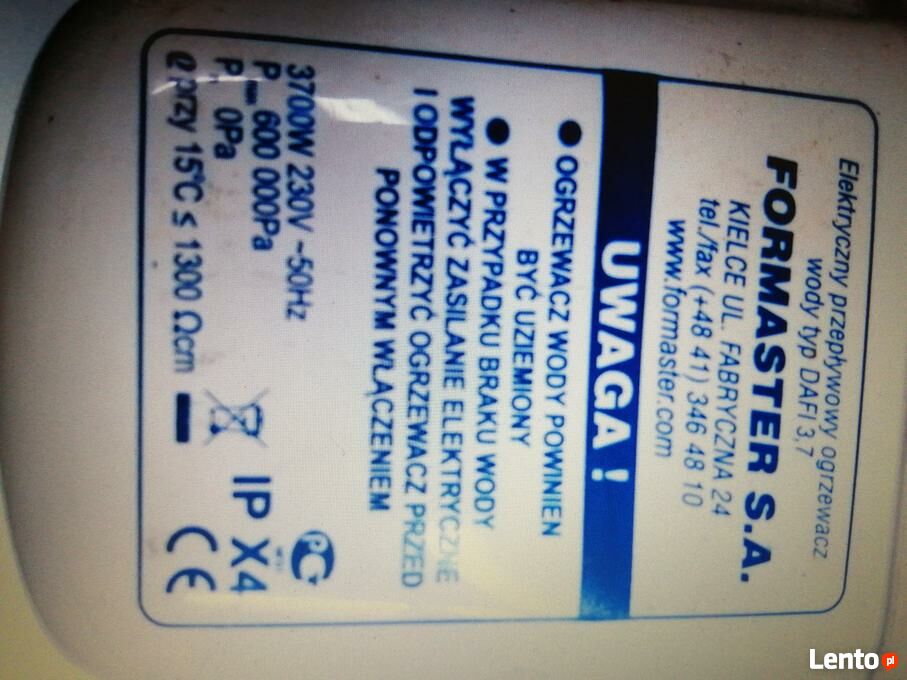 Elektryczny przepływowy ogrzewacz
wody typ DAFI 3,7
FORMASTER S.A.
KIELCE UL. FABRYCZNA 24
tel./fax (+48 41) 346 48 10
www.formaster.com
UWAGA !
● OGRZEWACZ WODY POWINIEN
BYĆ UZIEMIONY
● W PRZYPADKU BRAKU WODY
WYŁĄCZYĆ ZASILANIE ELEKTRYCZNE
I ODPOWIETRZYĆ OGRZEWACZ PRZED
PONOWNYM WŁĄCZENIEM
3700W 230V ~50Hz
P 600 000Pa
P 0Pa
ϱ przy 15°C ≤ 1300 Ωcm
PC
IP X4
CE
Lento pl